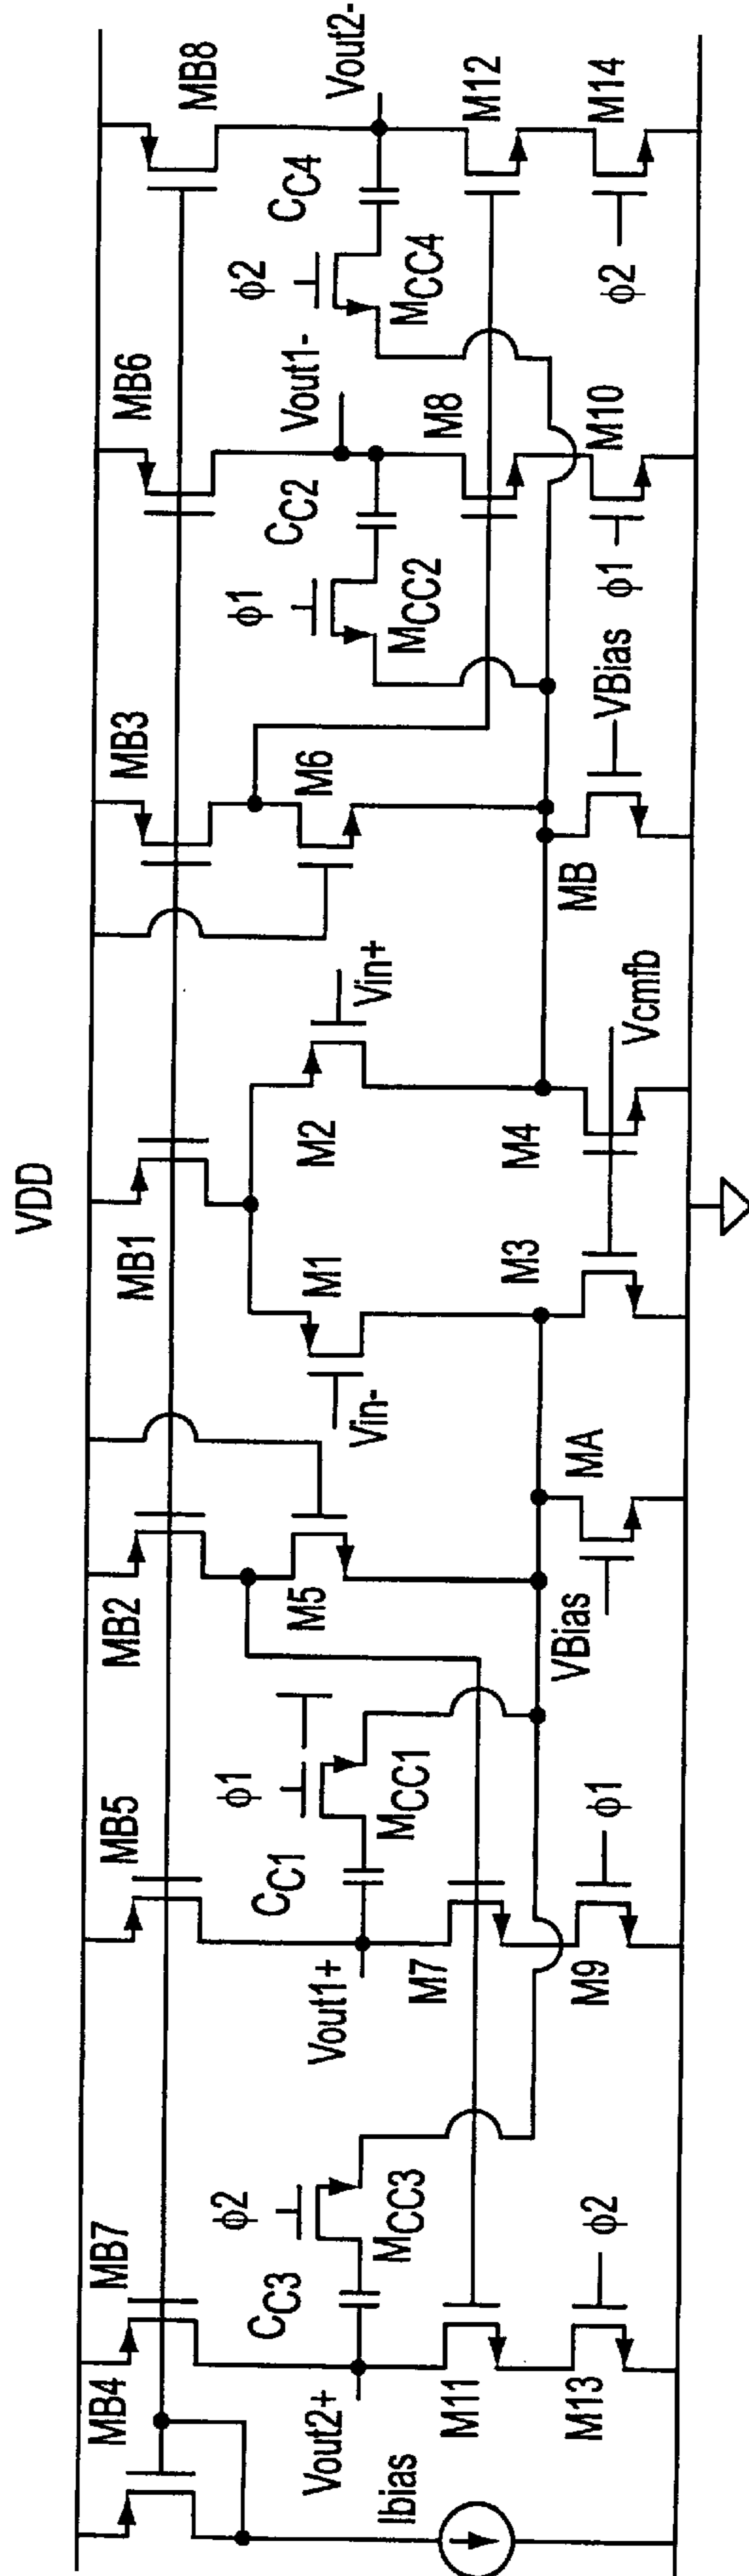 VDD
MB4
MB7
MB5
MB2
MB1
MB3
MB6
MB8
ϕ2
ϕ1
ϕ1
ϕ2
CC3
CC1
CC2
CC4
MCC3
MCC1
MCC2
MCC4
Vout2+
Vout1+
Vout1-
Vout2-
M5
M1
M2
M6
Vin-
Vin+
Ibias
M11
M7
M8
M12
M3
M4
VBias
MA
Vcmfb
MB
VBias
M13
ϕ2
M9
ϕ1
ϕ1
M10
ϕ2
M14